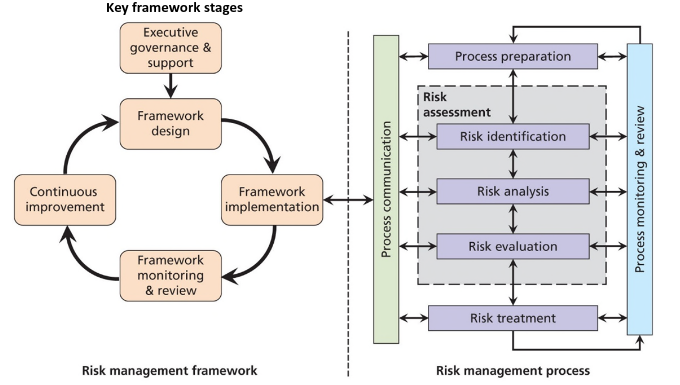 Key framework stages
Executive
governance &
support
Framework
design
Continuous
improvement
Framework
implementation
Framework
monitoring
& review
Risk management framework
Process communication
Process preparation
Risk
assessment
Risk identification
Risk analysis
Risk evaluation
Risk treatment
Process monitoring & review
Risk management process